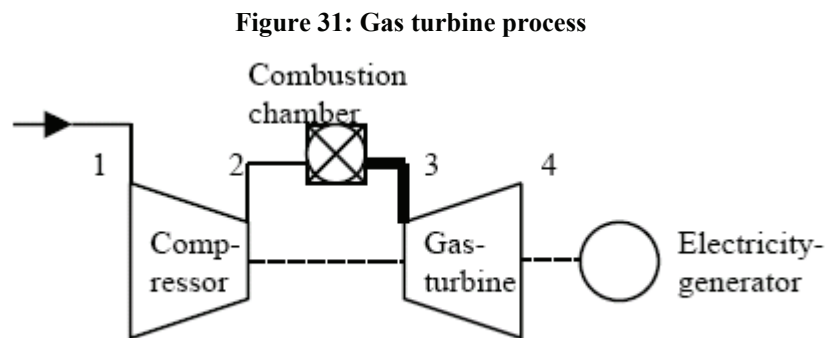 Figure 31: Gas turbine process
Combustion
chamber
1
2
3
4
Comp-
ressor
Gas-
turbine
Electricity-
generator